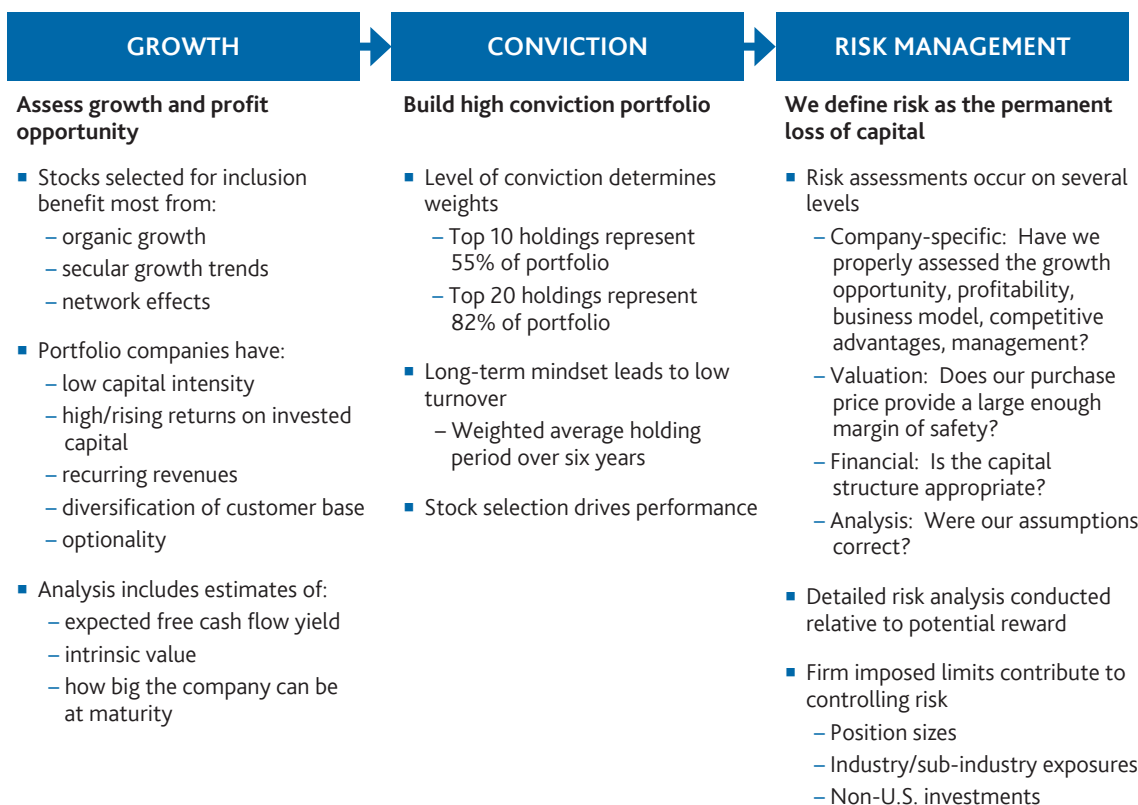 GROWTH
Assess growth and profit
opportunity
▪ Stocks selected for inclusion
benefit most from:
– organic growth
– secular growth trends
– network effects
▪ Portfolio companies have:
– low capital intensity
– high/rising returns on invested
capital
– recurring revenues
– diversification of customer base
– optionality
▪ Analysis includes estimates of:
– expected free cash flow yield
– intrinsic value
– how big the company can be
at maturity
CONVICTION
Build high conviction portfolio
▪ Level of conviction determines
weights
– Top 10 holdings represent
55% of portfolio
– Top 20 holdings represent
82% of portfolio
▪ Long-term mindset leads to low
turnover
– Weighted average holding
period over six years
▪ Stock selection drives performance
RISK MANAGEMENT
We define risk as the permanent
loss of capital
▪ Risk assessments occur on several
levels
– Company-specific: Have we
properly assessed the growth
opportunity, profitability,
business model, competitive
advantages, management?
– Valuation: Does our purchase
price provide a large enough
margin of safety?
– Financial: Is the capital
structure appropriate?
– Analysis: Were our assumptions
correct?
▪ Detailed risk analysis conducted
relative to potential reward
▪ Firm imposed limits contribute to
controlling risk
– Position sizes
– Industry/sub-industry exposures
– Non-U.S. investments